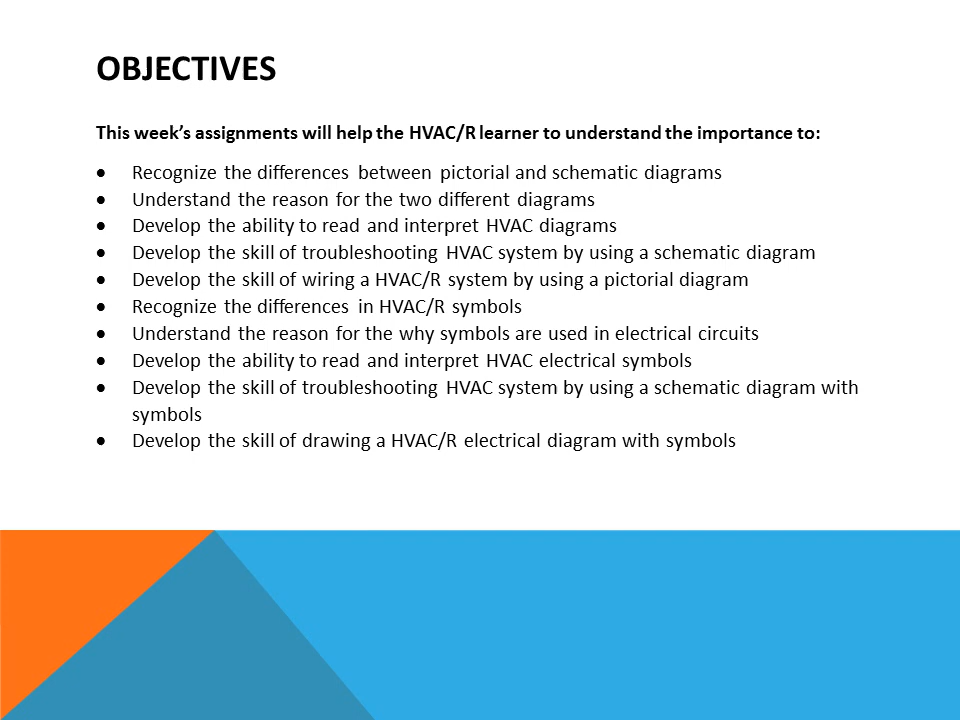 OBJECTIVES
This week’s assignments will help the HVAC/R learner to understand the importance to:
• Recognize the differences between pictorial and schematic diagrams
• Understand the reason for the two different diagrams
• Develop the ability to read and interpret HVAC diagrams
• Develop the skill of troubleshooting HVAC system by using a schematic diagram
• Develop the skill of wiring a HVAC/R system by using a pictorial diagram
• Recognize the differences in HVAC/R symbols
• Understand the reason for the why symbols are used in electrical circuits
• Develop the ability to read and interpret HVAC electrical symbols
• Develop the skill of troubleshooting HVAC system by using a schematic diagram with
symbols
• Develop the skill of drawing a HVAC/R electrical diagram with symbols